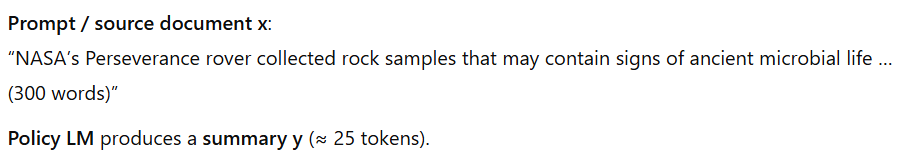 Prompt / source document x:
“NASA’s Perseverance rover collected rock samples that may contain signs of ancient microbial life …
(300 words)”
Policy LM produces a summary y (≈ 25 tokens).